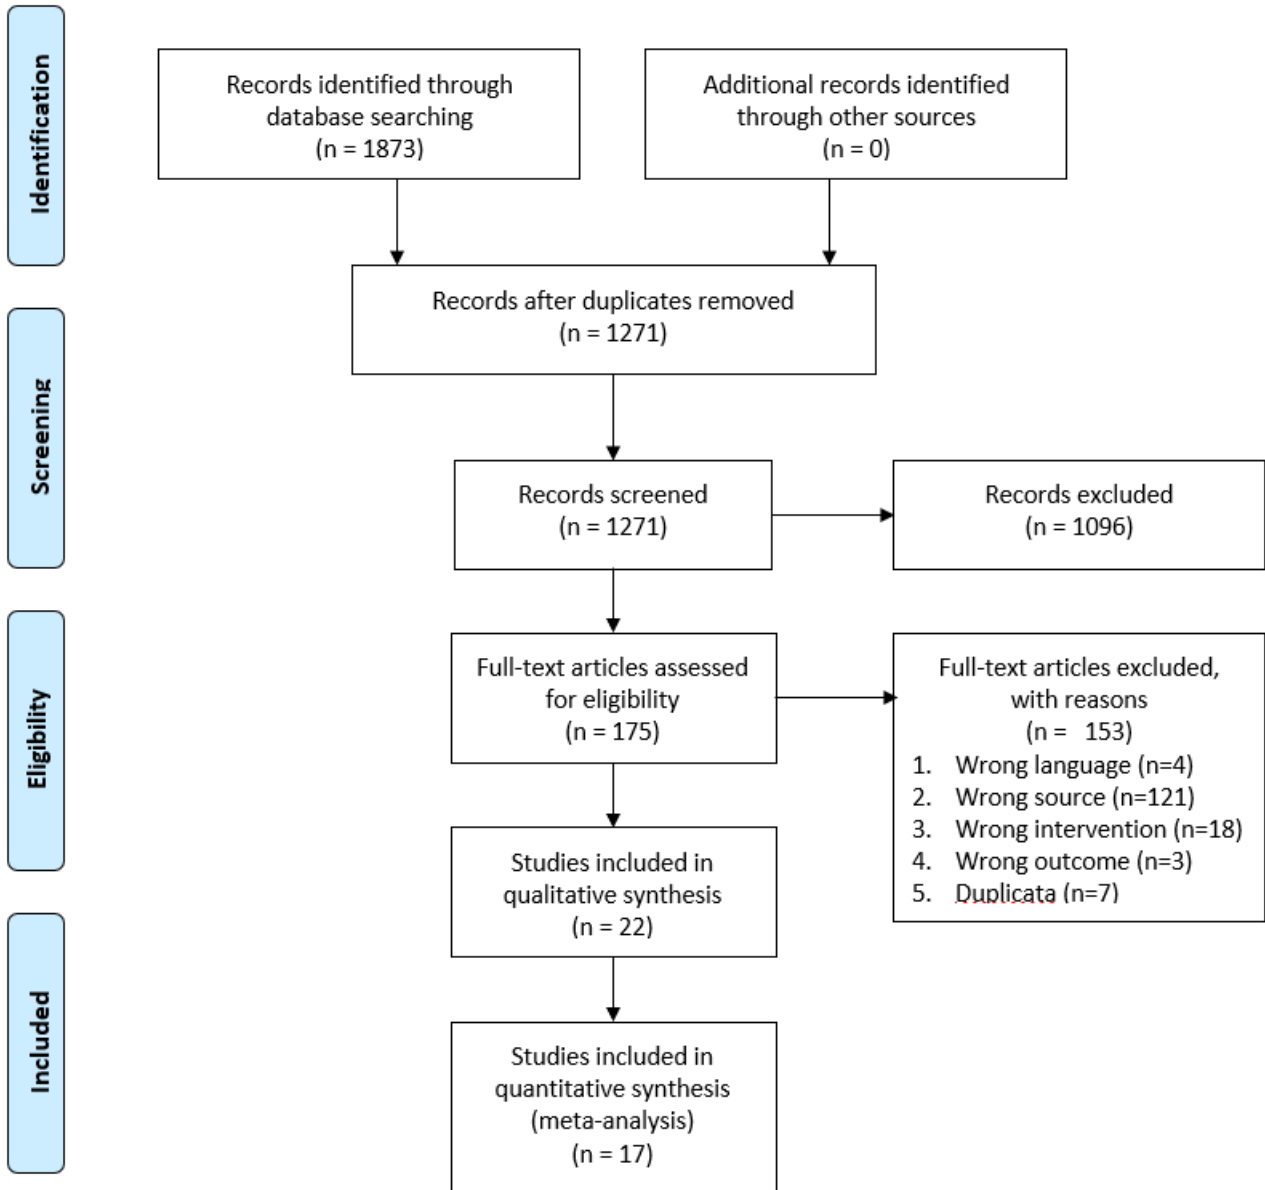 Identification
Records identified through
database searching
(n = 1873)
Additional records identified
through other sources
(n = 0)
Records after duplicates removed
(n = 1271)
Screening
Records screened
(n = 1271)
Records excluded
(n = 1096)
Eligibility
Full-text articles assessed
for eligibility
(n = 175)
Full-text articles excluded,
with reasons
(n =   153)
1. Wrong language (n=4)
2. Wrong source (n=121)
3. Wrong intervention (n=18)
4. Wrong outcome (n=3)
5. Duplicata (n=7)
Studies included in
qualitative synthesis
(n = 22)
Included
Studies included in
quantitative synthesis
(meta-analysis)
(n = 17)